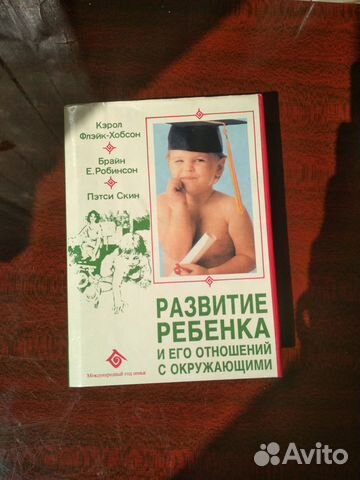 Кэрол
Флэйк-Хобсон
Брайн
Е. Робинсон
Пэтси Скин
РАЗВИТИЕ
РЕБЕНКА
И ЕГО ОТНОШЕНИЙ
С ОКРУЖАЮЩИМИ
Международный год семьи
Avito